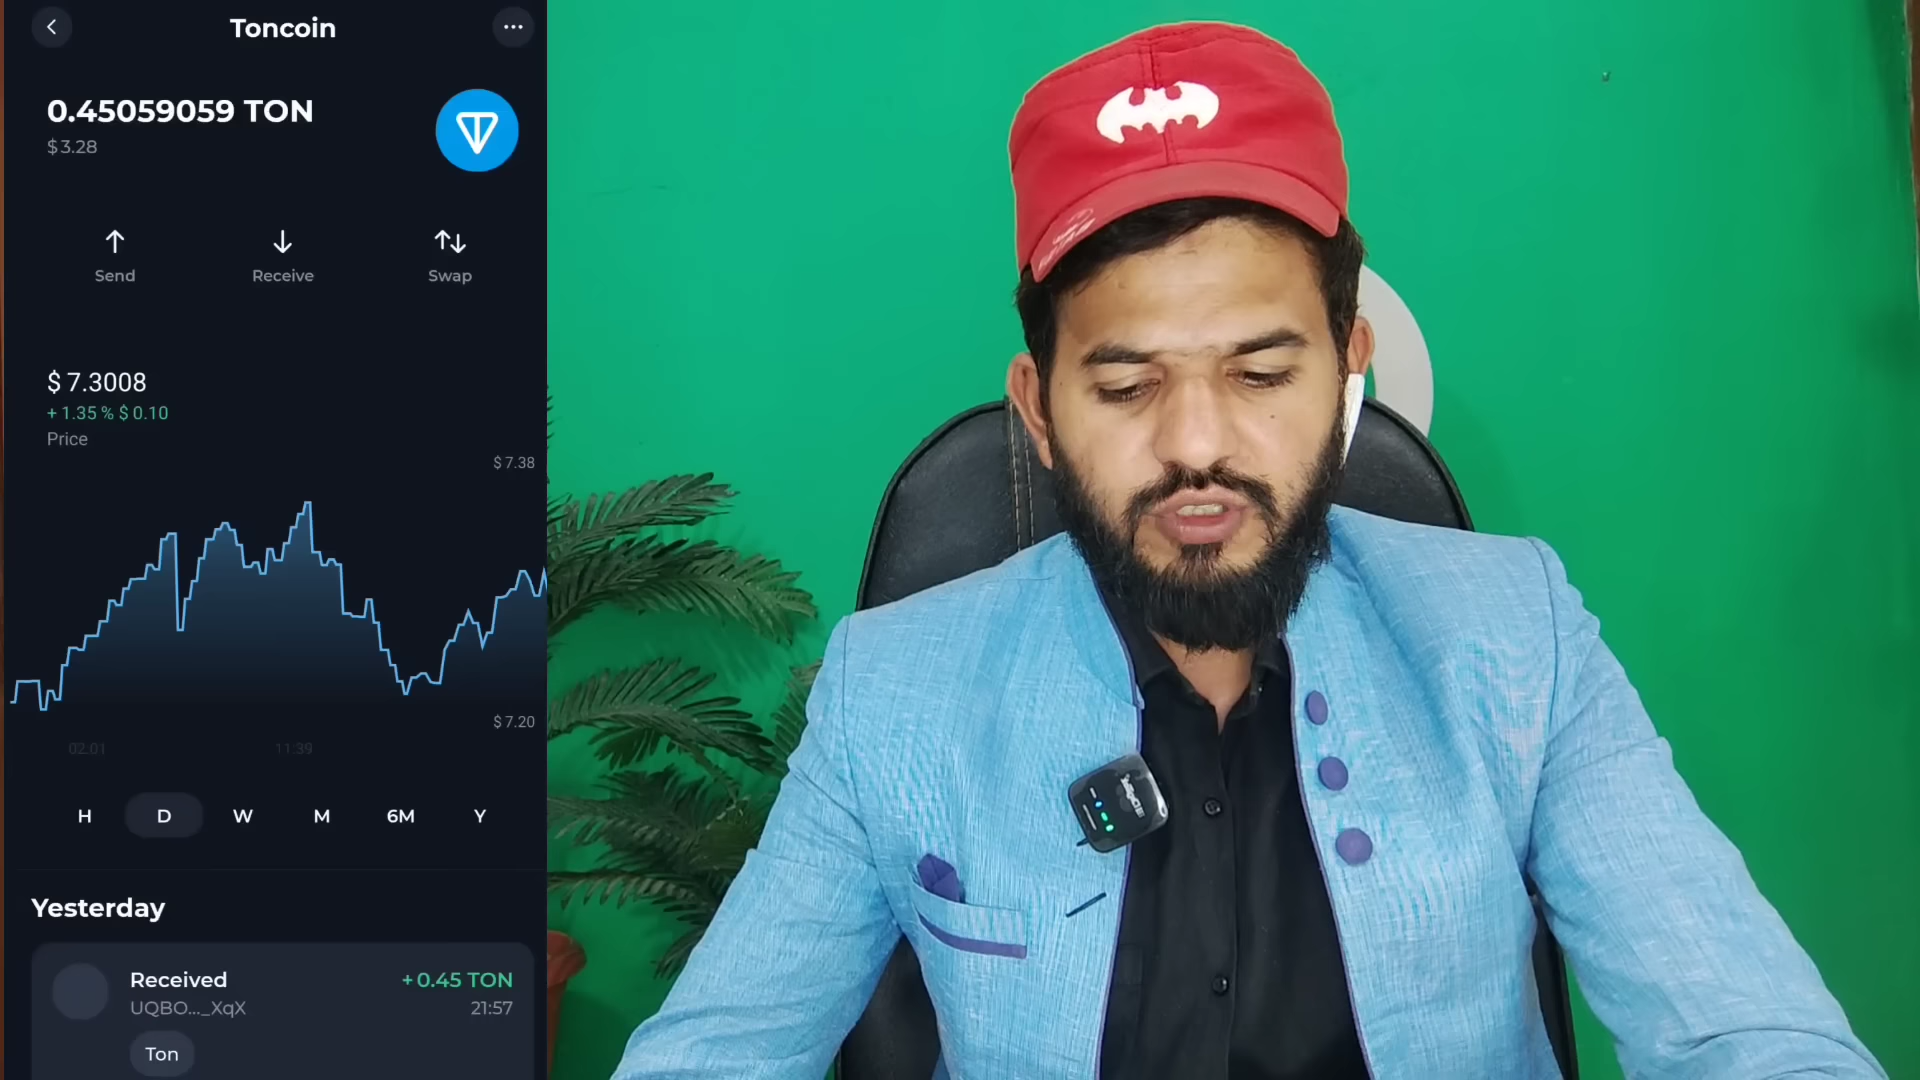 Toncoin
0.45059059 TON
$3.28
Send
Receive
Swap
$ 7.3008
+ 1.35 % $ 0.10
Price
$ 7.38
$ 7.20
02.01
11.39
H
D
W
M
6M
Y
Yesterday
Received
+0.45 TON
UQBO..._XqX
21:57
Ton